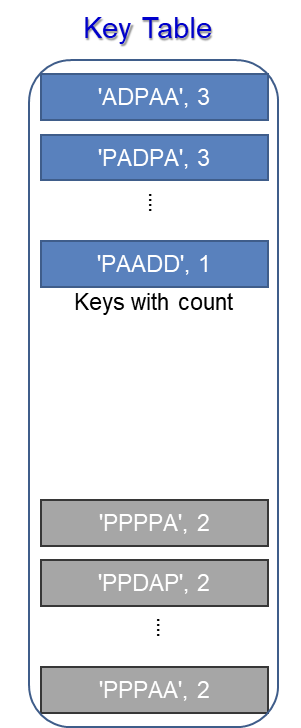 Key Table
'ADPAA', 3
'PADPA', 3
'PAADD', 1
Keys with count
'PPPPA', 2
'PPDAP', 2
'PPPAA', 2